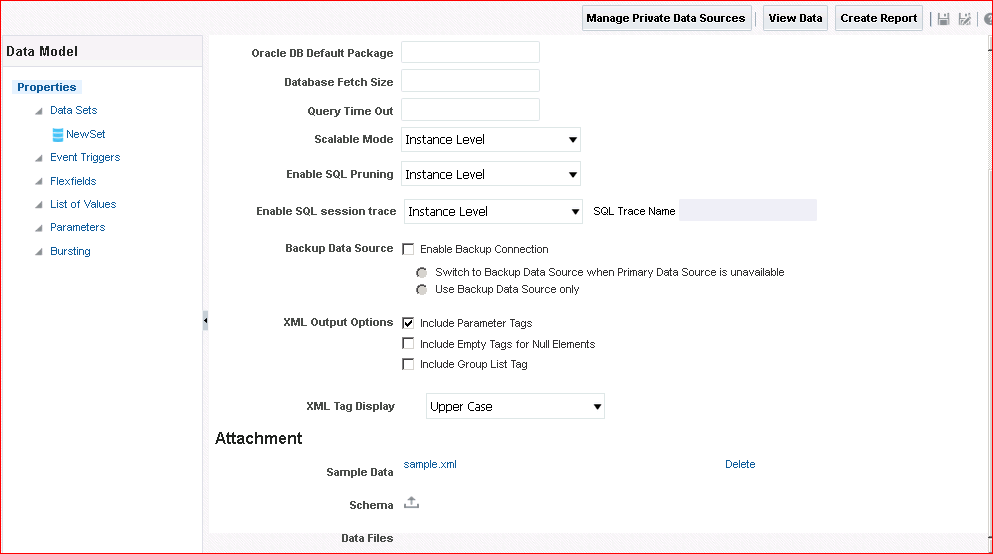 Manage Private Data Sources View Data Create Report
Data Model
Properties
Data Sets
NewSet
Event Triggers
Flexfields
List of Values
Parameters
Bursting
Oracle DB Default Package
Database Fetch Size
Query Time Out
Scalable Mode Instance Level
Enable SQL Pruning Instance Level
Enable SQL session trace Instance Level SQL Trace Name
Backup Data Source Enable Backup Connection
Switch to Backup Data Source when Primary Data Source is unavailable
Use Backup Data Source only
XML Output Options Include Parameter Tags
Include Empty Tags for Null Elements
Include Group List Tag
XML Tag Display Upper Case
Attachment
Sample Data sample.xml Delete
Schema
Data Files